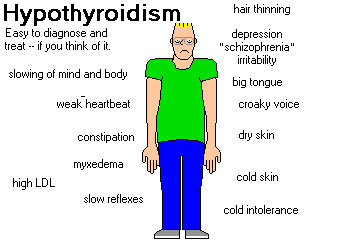 Hypothyroidism
Easy to diagnose and
treat -- if you think of it.
slowing of mind and body
weak heartbeat
constipation
myxedema
high LDL
slow reflexes
hair thinning
depression
"schizophrenia"
irritability
big tongue
croaky voice
dry skin
cold skin
cold intolerance